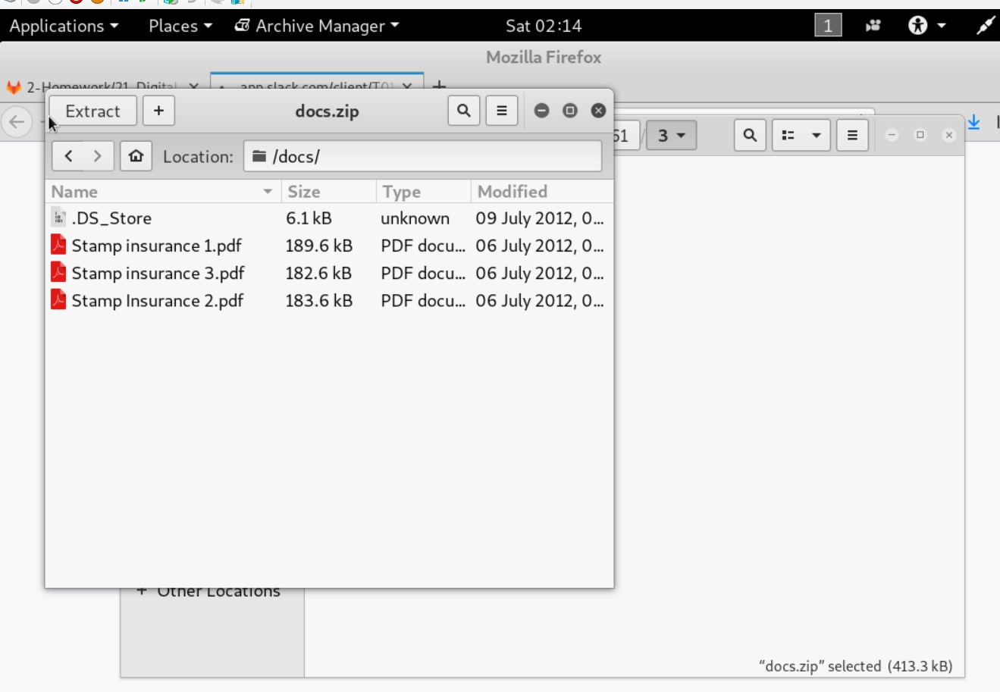 Applications Places Archive Manager Sat 02:14 1
Mozilla Firefox
2-Homework/21 Digital app.slack.com/client/T01
Extract + docs.zip
61 / 3
Location: /docs/
Name Size Type Modified
.DS_Store 6.1 kB unknown 09 July 2012, 0...
Stamp insurance 1.pdf 189.6 kB PDF docu... 06 July 2012, 0...
Stamp insurance 3.pdf 182.6 kB PDF docu... 06 July 2012, 0...
Stamp Insurance 2.pdf 183.6 kB PDF docu... 06 July 2012, 0...
+ Other Locations
“docs.zip” selected (413.3 kB)